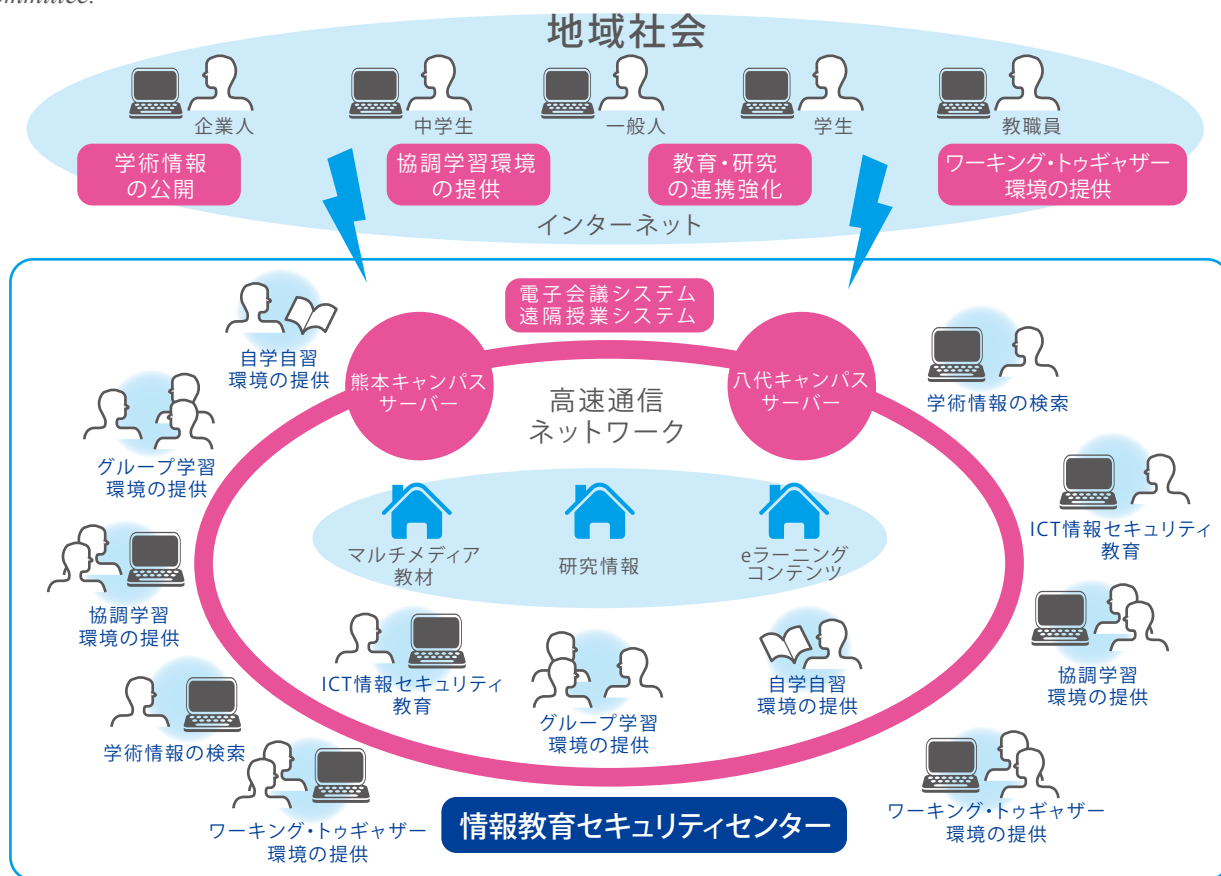 ommittee.
地域社会
企業人
中学生
一般人
学生
教職員
学術情報
の公開
協調学習環境
の提供
教育・研究
の連携強化
ワーキング・トゥギャザー
環境の提供
インターネット
電子会議システム
遠隔授業システム
自学自習
環境の提供
熊本キャンパス
サーバー
八代キャンパス
サーバー
高速通信
ネットワーク
学術情報の検索
グループ学習
環境の提供
ICT情報セキュリティ
教育
マルチメディア
教材
研究情報
eラーニング
コンテンツ
協調学習
環境の提供
ICT情報セキュリティ
教育
グループ学習
環境の提供
自学自習
環境の提供
協調学習
環境の提供
学術情報の検索
ワーキング・トゥギャザー
環境の提供
ワーキング・トゥギャザー
環境の提供
情報教育セキュリティセンター